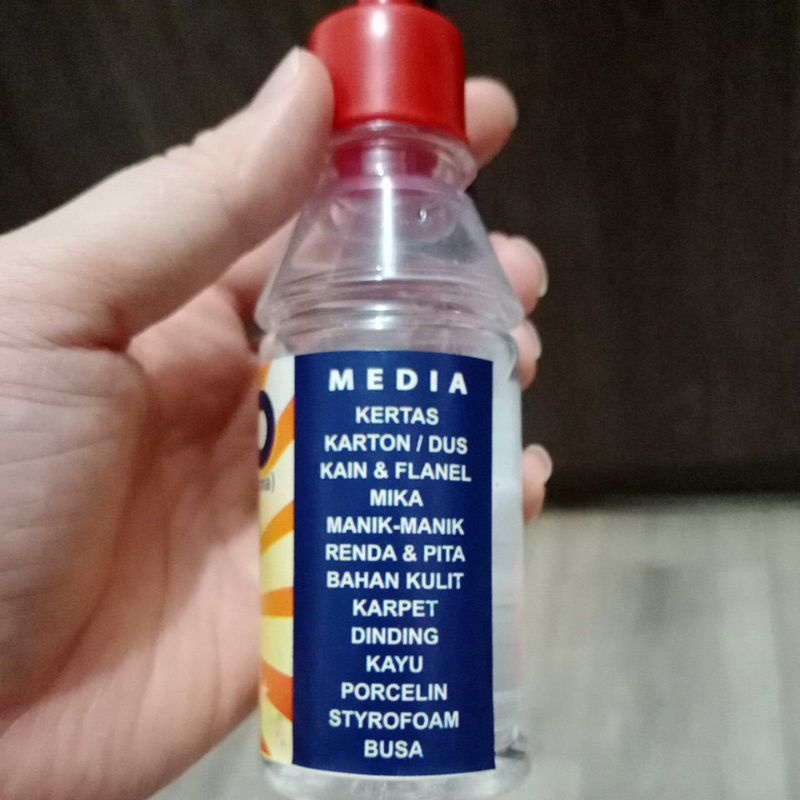 MEDIA
KERTAS
KARTON / DUS
KAIN & FLANEL
MIKA
MANIK-MANIK
RENDA & PITA
BAHAN KULIT
KARPET
DINDING
KAYU
PORCELIN
STYROFOAM
BUSA